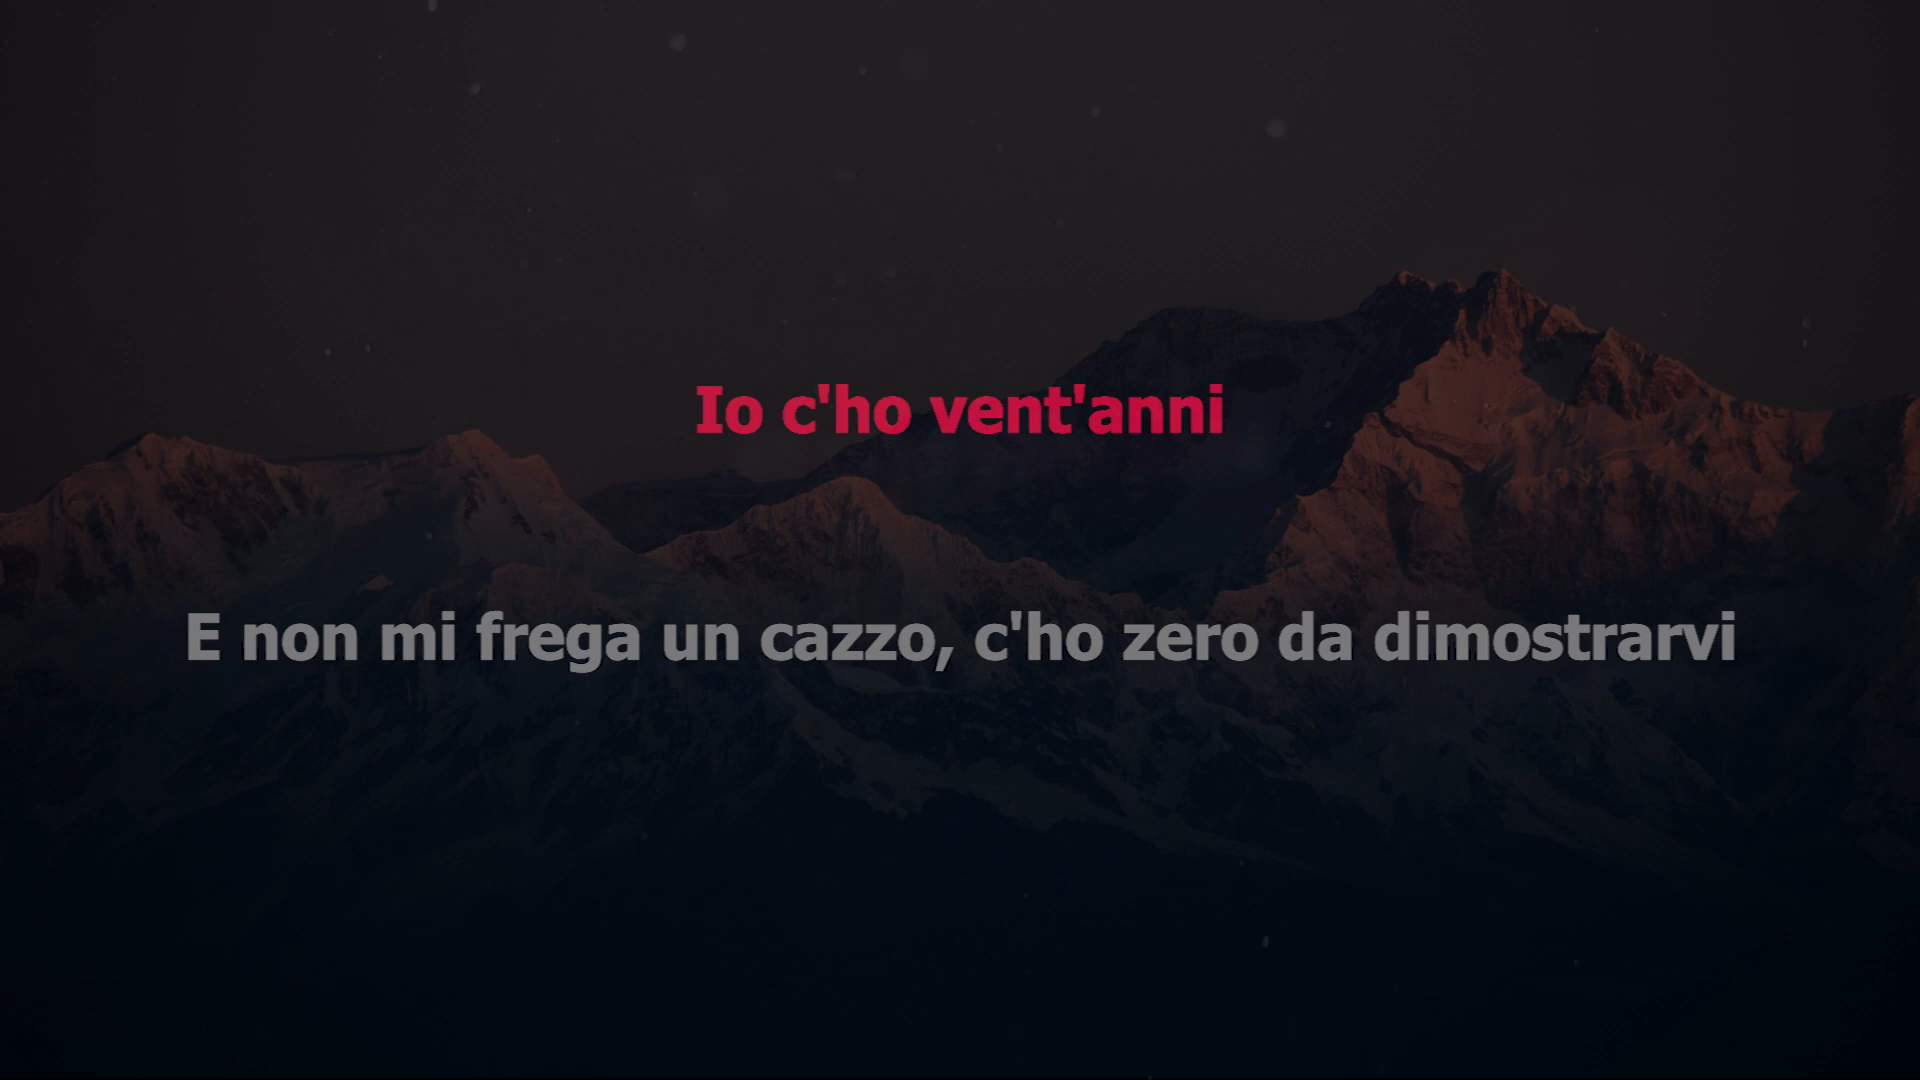 Io c'ho vent'anni
E non mi frega un cazzo, c'ho zero da dimostrarvi